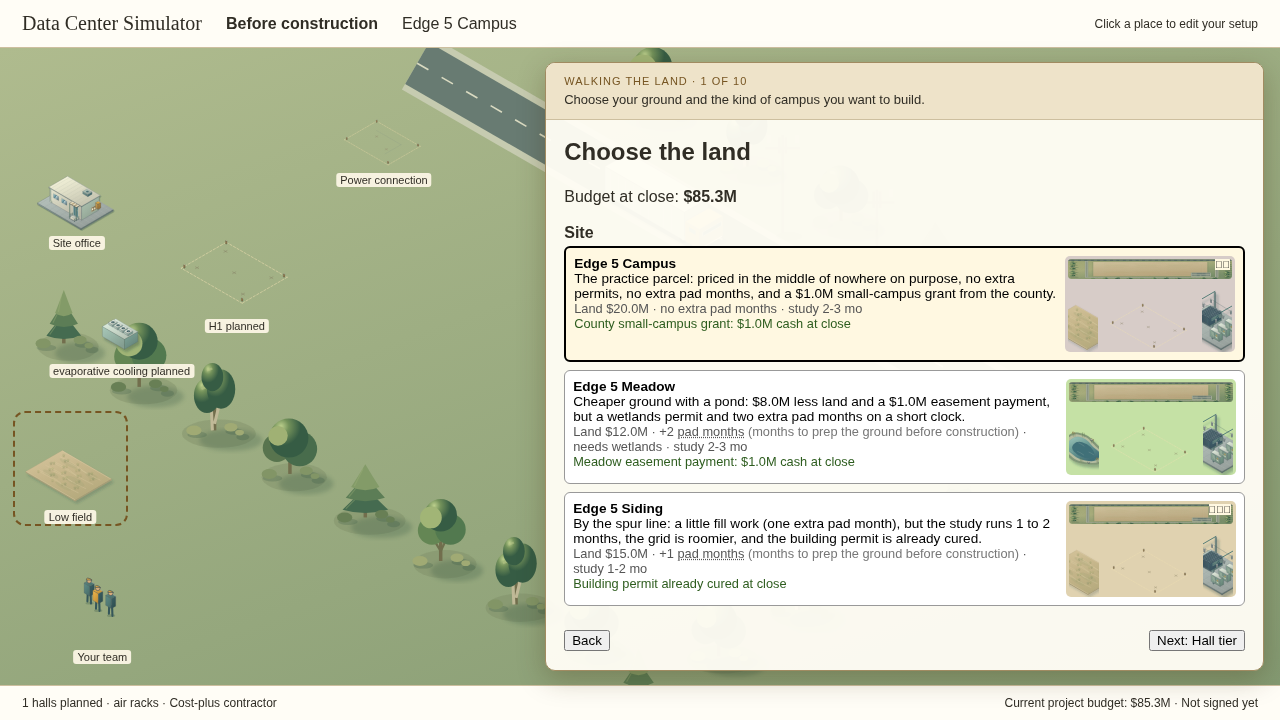 Data Center Simulator
Before construction
Edge 5 Campus
Click a place to edit your setup
WALKING THE LAND · 1 OF 10
Choose your ground and the kind of campus you want to build.
Choose the land
Budget at close: $85.3M
Site
Edge 5 Campus
The practice parcel: priced in the middle of nowhere on purpose, no extra
permits, no extra pad months, and a $1.0M small-campus grant from the county.
Land $20.0M · no extra pad months · study 2-3 mo
County small-campus grant: $1.0M cash at close
Edge 5 Meadow
Cheaper ground with a pond: $8.0M less land and a $1.0M easement payment,
but a wetlands permit and two extra pad months on a short clock.
Land $12.0M · +2 pad months (months to prep the ground before construction) ·
needs wetlands · study 2-3 mo
Meadow easement payment: $1.0M cash at close
Edge 5 Siding
By the spur line: a little fill work (one extra pad month), but the study runs 1 to 2
months, the grid is roomier, and the building permit is already cured.
Land $15.0M · +1 pad months (months to prep the ground before construction) ·
study 1-2 mo
Building permit already cured at close
Back
Next: Hall tier
Power connection
Site office
H1 planned
evaporative cooling planned
Low field
Your team
1 halls planned · air racks · Cost-plus contractor
Current project budget: $85.3M · Not signed yet